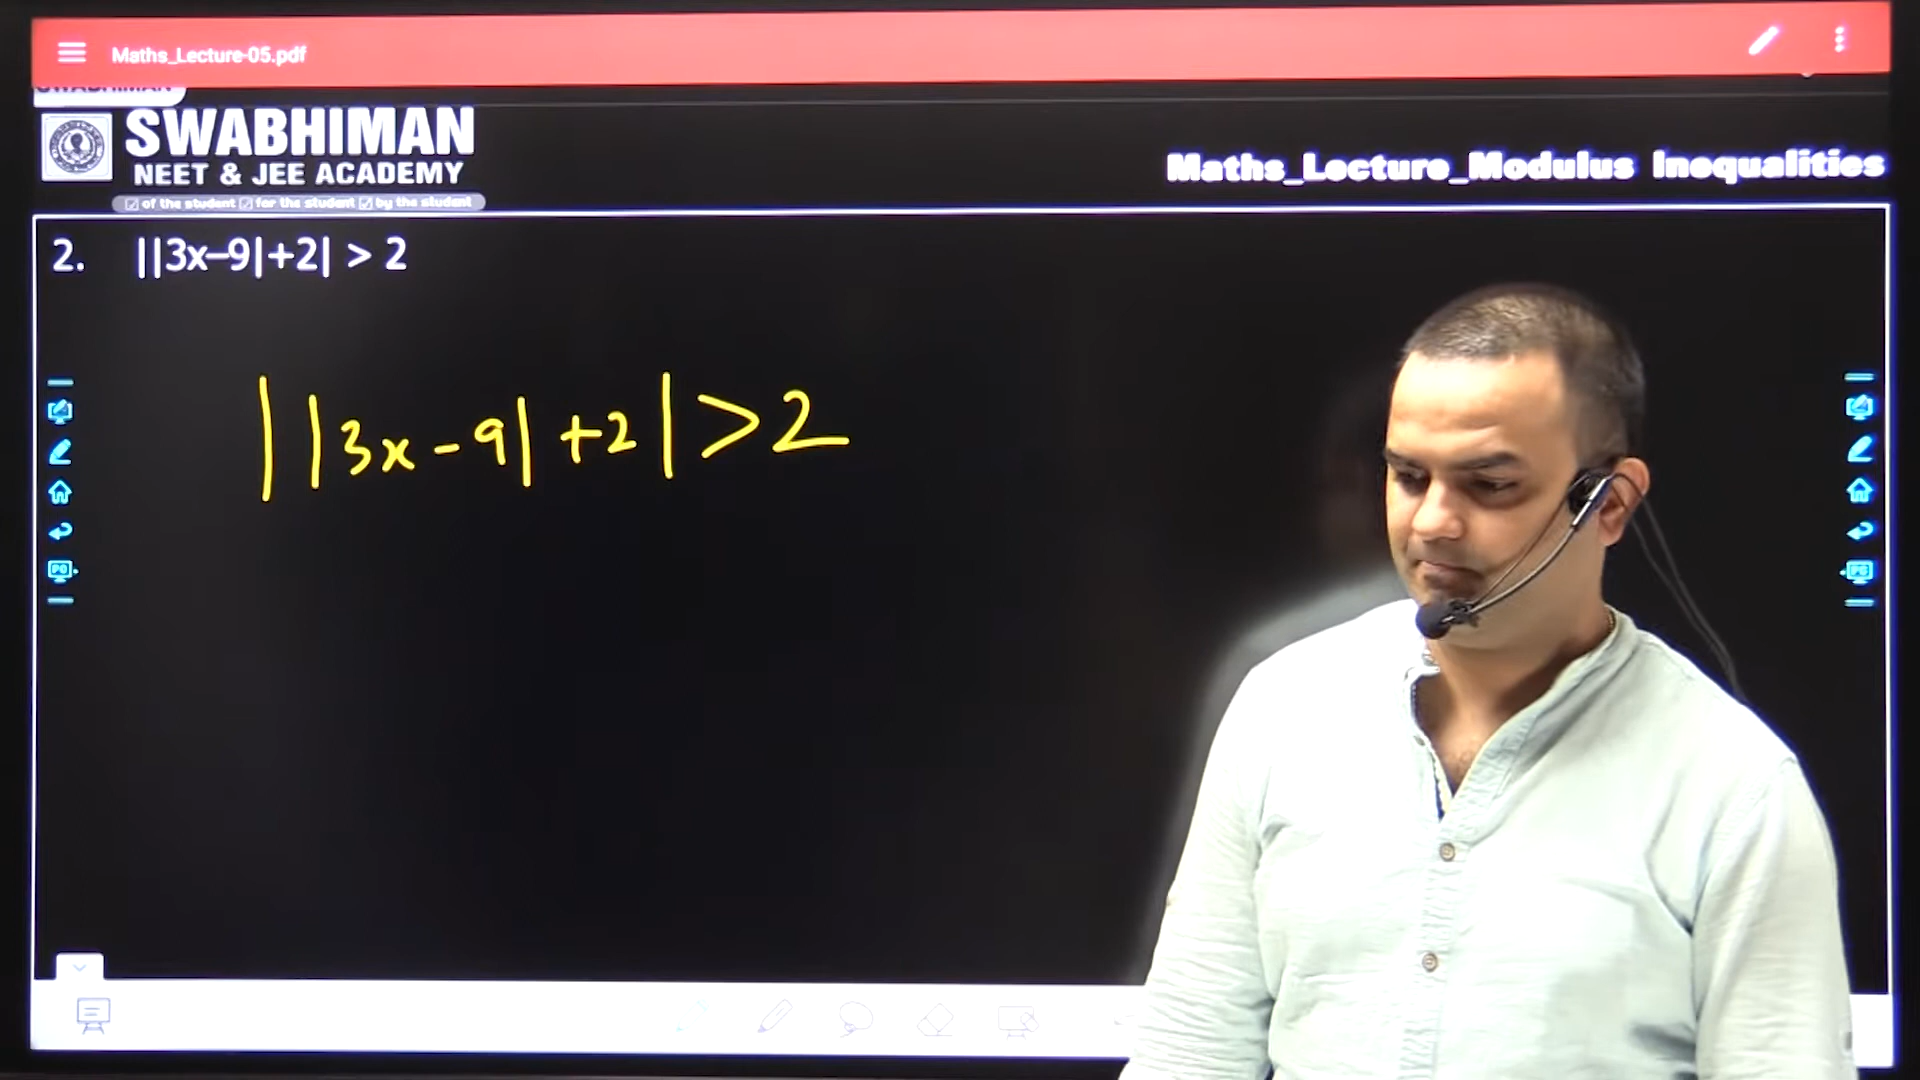 Maths_Lecture-05.pdf
SWABHIMAN
SWABHIMAN
NEET & JEE ACADEMY
☑ of the student ☑ for the student ☑ by the student
Maths_Lecture_Modulus Inequalities
2. ||3x–9|+2| > 2
| |3x - 9| + 2 | > 2